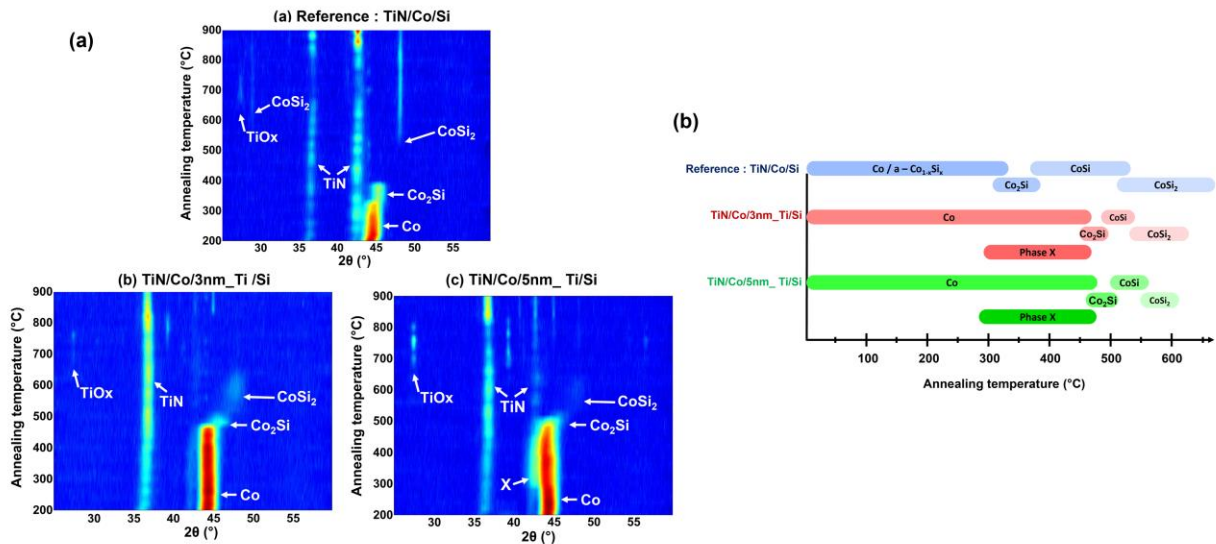 (a)
(a) Reference : TiN/Co/Si
Annealing temperature (°C)
900
800
700
600
500
400
300
200
CoSi₂
TiOx
CoSi₂
TiN
Co₂Si
Co
30 35 40 45 50 55
2θ (°)
(b) TiN/Co/3nm_Ti /Si
Annealing temperature (°C)
900
800
700
600
500
400
300
200
TiOx
TiN
CoSi₂
Co₂Si
Co
30 35 40 45 50 55
2θ (°)
(c) TiN/Co/5nm_ Ti/Si
Annealing temperature (°C)
900
800
700
600
500
400
300
200
TiOx
TiN
CoSi₂
Co₂Si
X
Co
30 35 40 45 50 55
2θ (°)
(b)
Reference : TiN/Co/Si
Co / a – Co₁₋ₓSiₓ
CoSi
Co₂Si
CoSi₂
TiN/Co/3nm_Ti/Si
Co
CoSi
Co₂Si
CoSi₂
Phase X
TiN/Co/5nm_ Ti/Si
Co
CoSi
Co₂Si
CoSi₂
Phase X
100 200 300 400 500 600
Annealing temperature (°C)